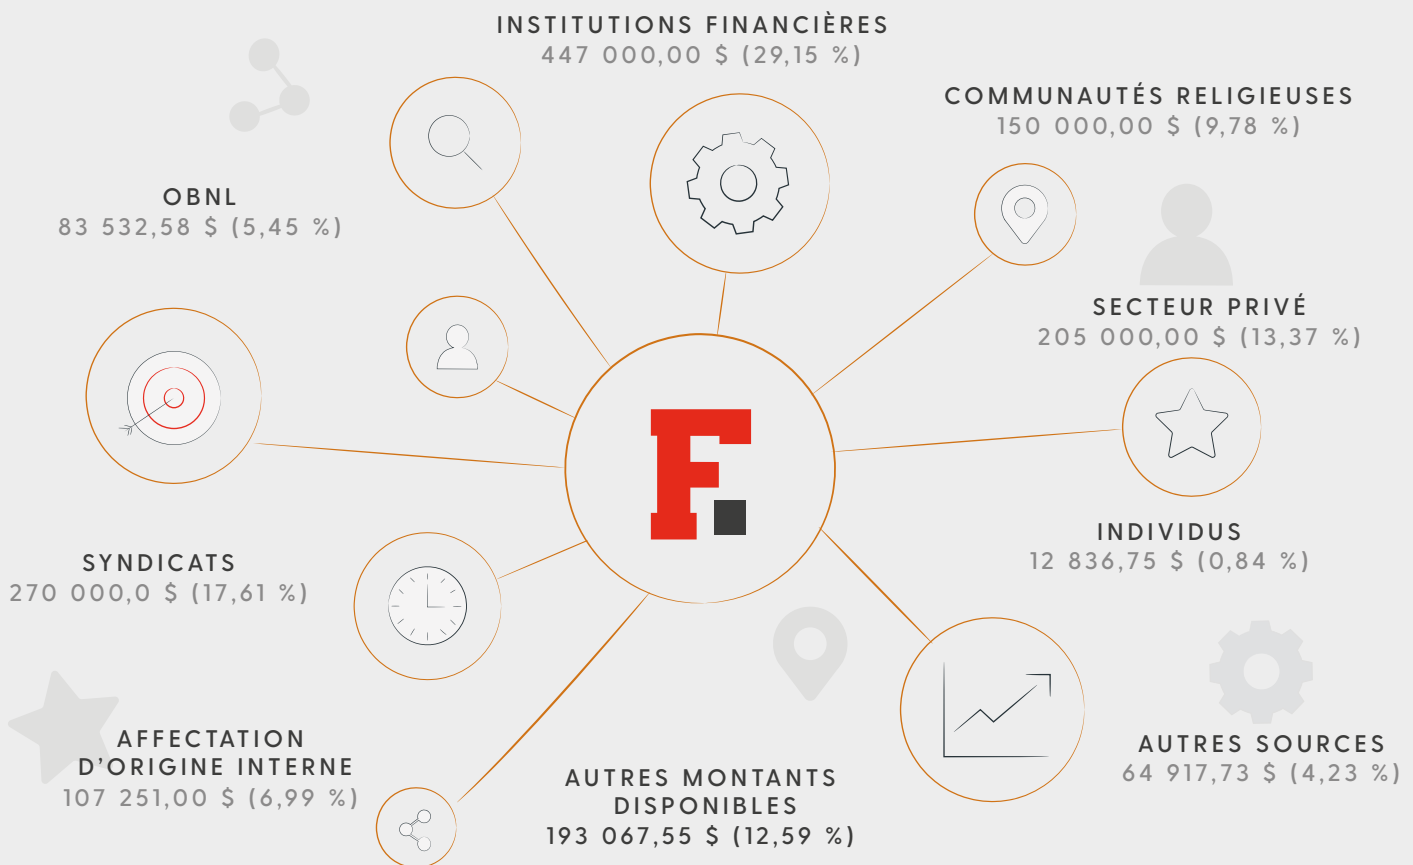 INSTITUTIONS FINANCIÈRES
447 000,00 $ (29,15 %)
COMMUNAUTÉS RELIGIEUSES
150 000,00 $ (9,78 %)
OBNL
83 532,58 $ (5,45 %)
SECTEUR PRIVÉ
205 000,00 $ (13,37 %)
F.
INDIVIDUS
12 836,75 $ (0,84 %)
SYNDICATS
270 000,0 $ (17,61 %)
AFFECTATION
D'ORIGINE INTERNE
107 251,00 $ (6,99 %)
AUTRES MONTANTS
DISPONIBLES
193 067,55 $ (12,59 %)
AUTRES SOURCES
64 917,73 $ (4,23 %)